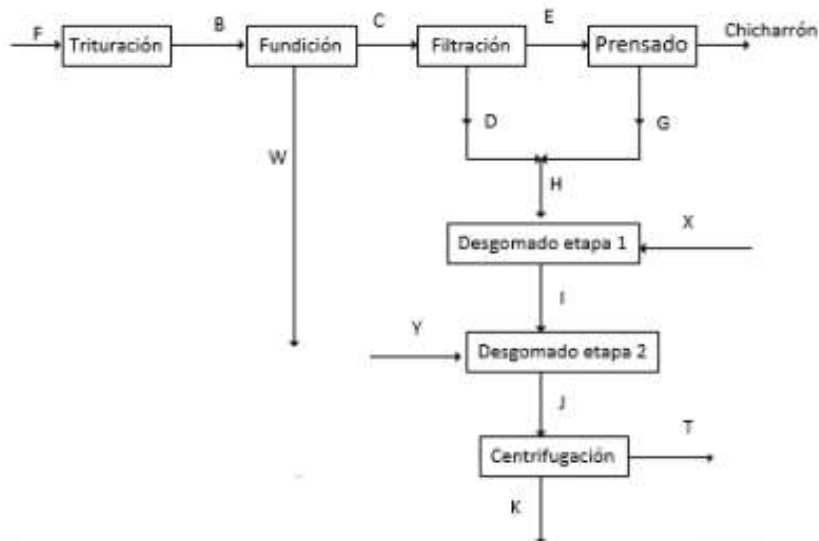 F
Trituración
B
Fundición
C
Filtración
E
Prensado
Chicharrón
D
G
W
H
Desgomado etapa 1
X
I
Y
Desgomado etapa 2
J
Centrifugación
T
K